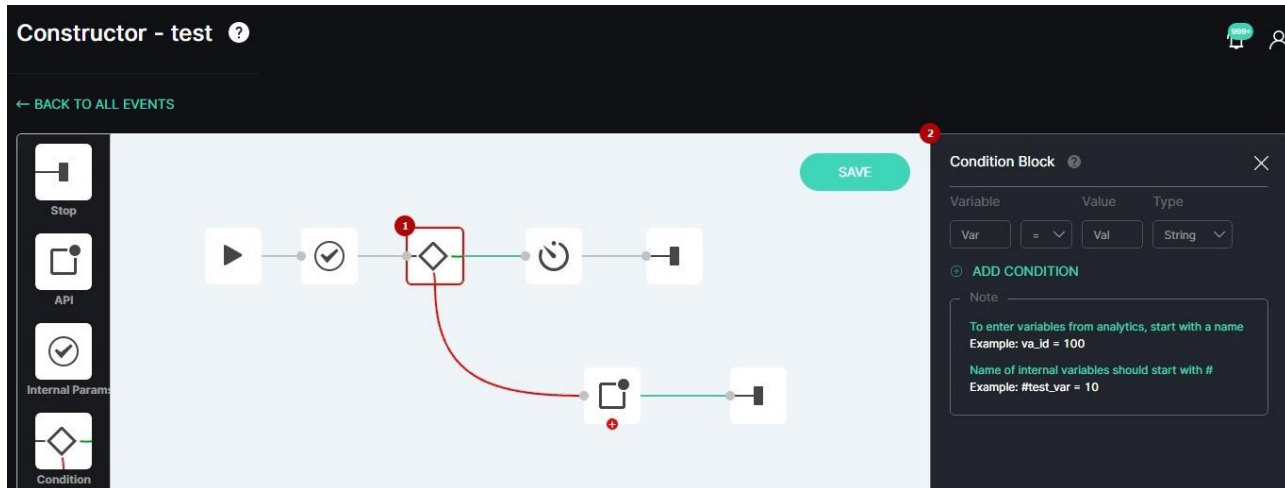 Constructor - test ?
999+
← BACK TO ALL EVENTS
Stop
API
Internal Params
Condition
SAVE
1
2
Condition Block ?
Variable Value Type
Var = Val String
ADD CONDITION
Note
To enter variables from analytics, start with a name
Example: va_id = 100
Name of internal variables should start with #
Example: #test_var = 10